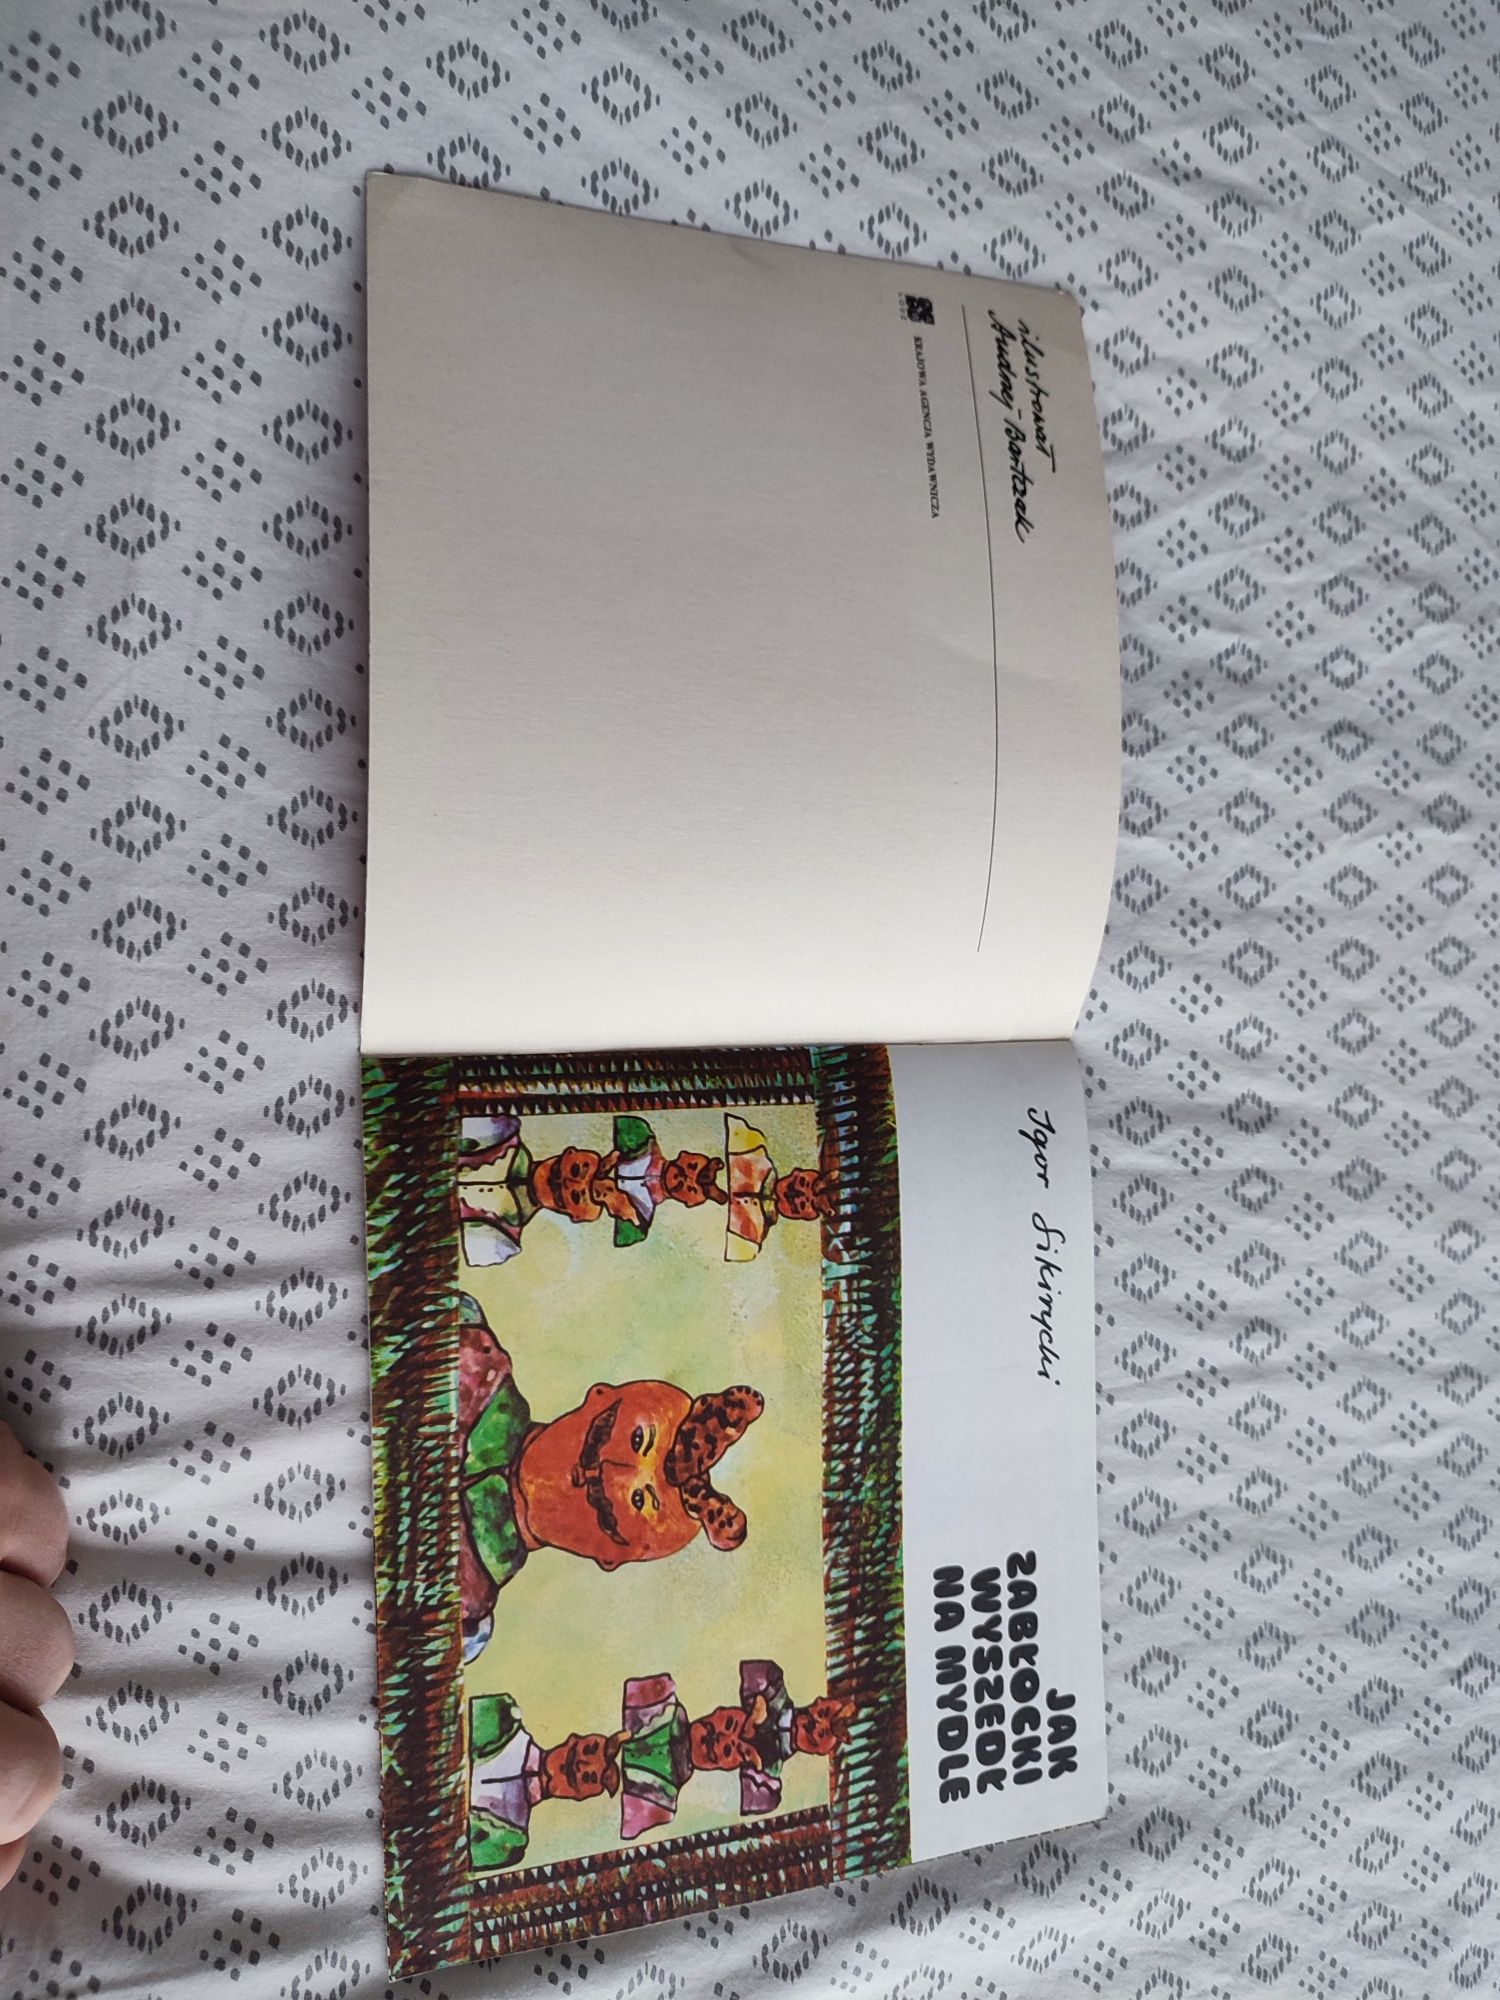 ilustrował
Andrzej Bartczak
KRAJOWA AGENCJA WYDAWNICZA
Igor Sikirycki
JAK
ZABŁOCKI
WYSZEDŁ
NA MYDLE